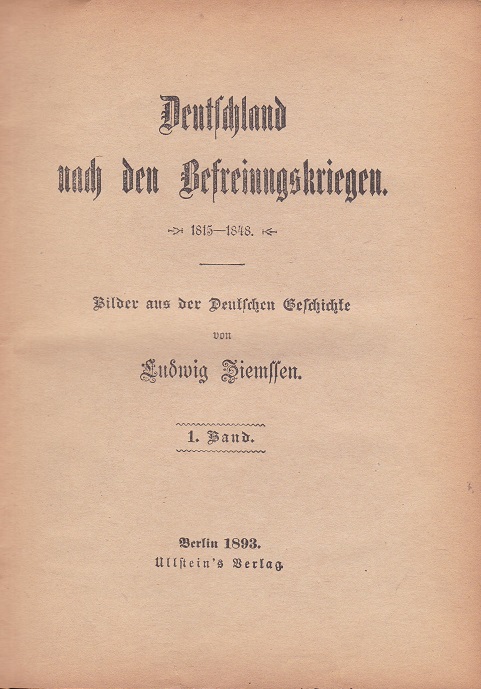 Deutschland
nach den Befreiungskriegen.
1815—1848.
Bilder aus der Deutschen Geschichte
von
Ludwig Ziemssen.
1. Band.
Berlin 1893.
Ullstein's Verlag